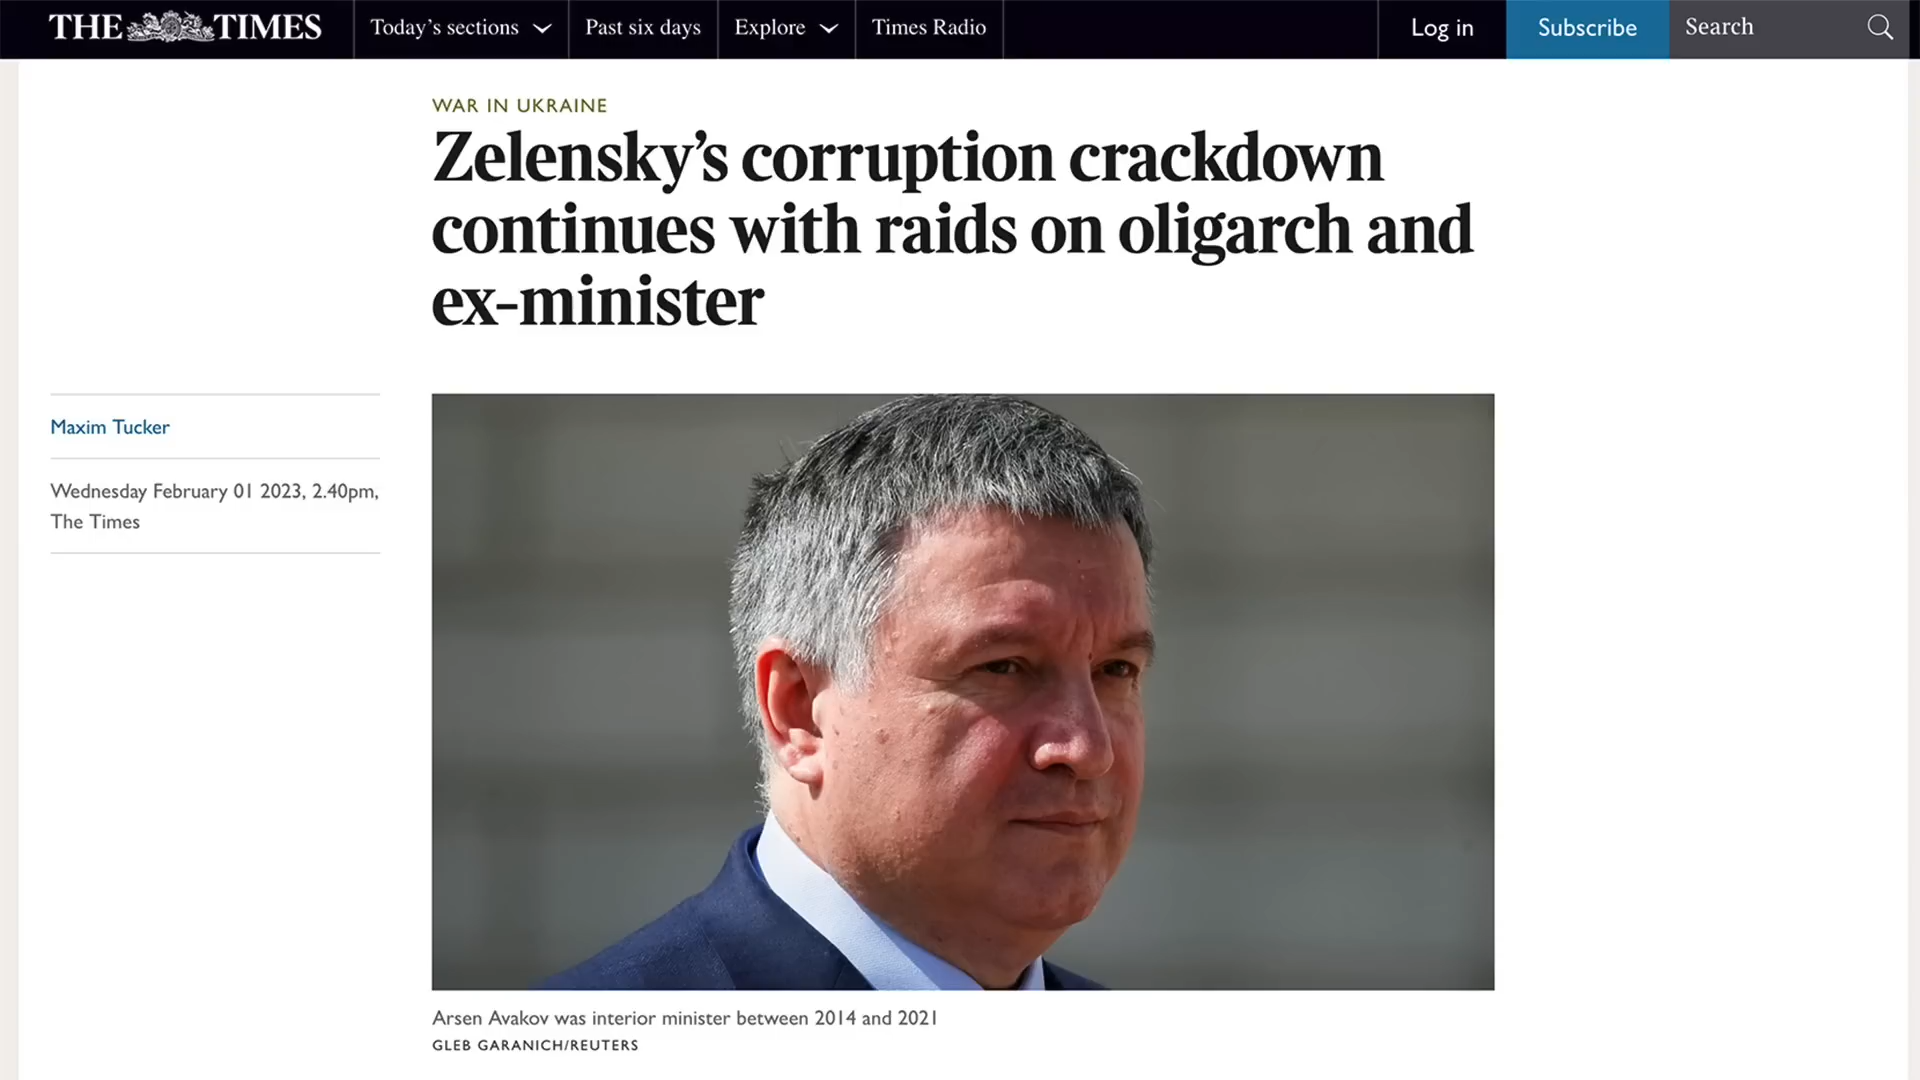 THE TIMES
Today's sections
Past six days
Explore
Times Radio
Log in
Subscribe
Search
WAR IN UKRAINE
Zelensky's corruption crackdown
continues with raids on oligarch and
ex-minister
Maxim Tucker
Wednesday February 01 2023, 2.40pm,
The Times
Arsen Avakov was interior minister between 2014 and 2021
GLEB GARANICH/REUTERS